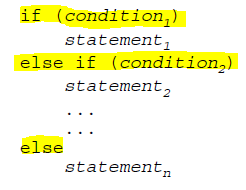 if (condition₁)
statement₁
else if (condition₂)
statement₂
...
...
else
statementₙ